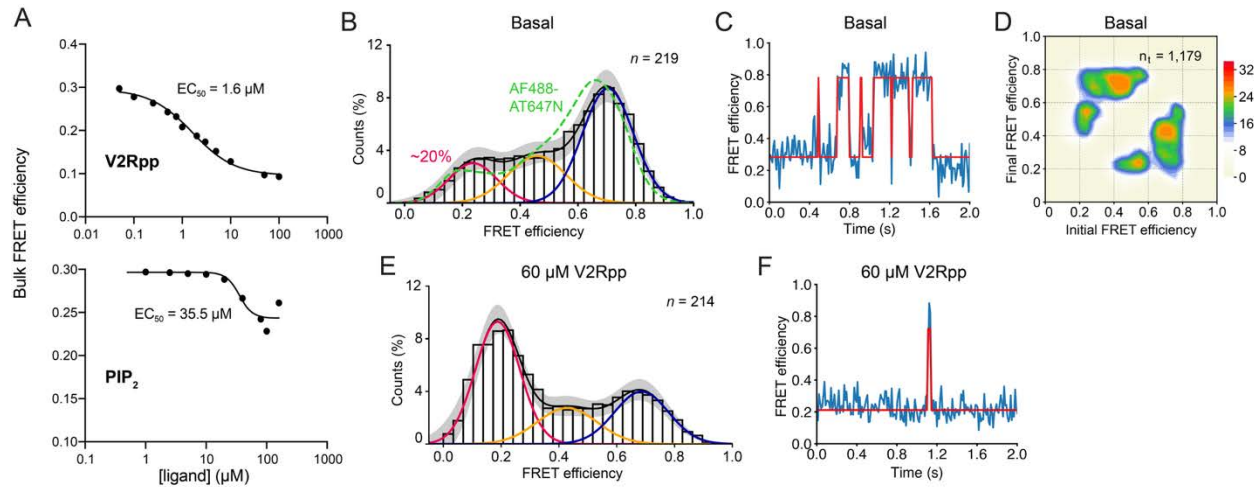 A
Bulk FRET efficiency
0.4
0.3
0.2
0.1
0.0
EC50 = 1.6 μM
V2Rpp
0.01 0.1 1 10 100 1000
0.30
0.25
0.20
0.15
0.10
EC50 = 35.5 μM
PIP2
0.1 1 10 100 1000
[ligand] (μM)
B
Basal
Counts (%)
12
8
4
0
n = 219
AF488-
AT647N
~20%
0.0 0.2 0.4 0.6 0.8 1.0
FRET efficiency
C
Basal
FRET efficiency
1.0
0.8
0.6
0.4
0.2
0.0
0.0 0.4 0.8 1.2 1.6 2.0
Time (s)
D
Basal
Final FRET efficiency
1.0
0.8
0.6
0.4
0.2
0.0
nt = 1,179
0.0 0.2 0.4 0.6 0.8 1.0
Initial FRET efficiency
32
24
16
8
0
E
60 μM V2Rpp
Counts (%)
12
8
4
0
n = 214
0.0 0.2 0.4 0.6 0.8 1.0
FRET efficiency
F
60 μM V2Rpp
FRET efficiency
1.0
0.8
0.6
0.4
0.2
0.0
0.0 0.4 0.8 1.2 1.6 2.0
Time (s)